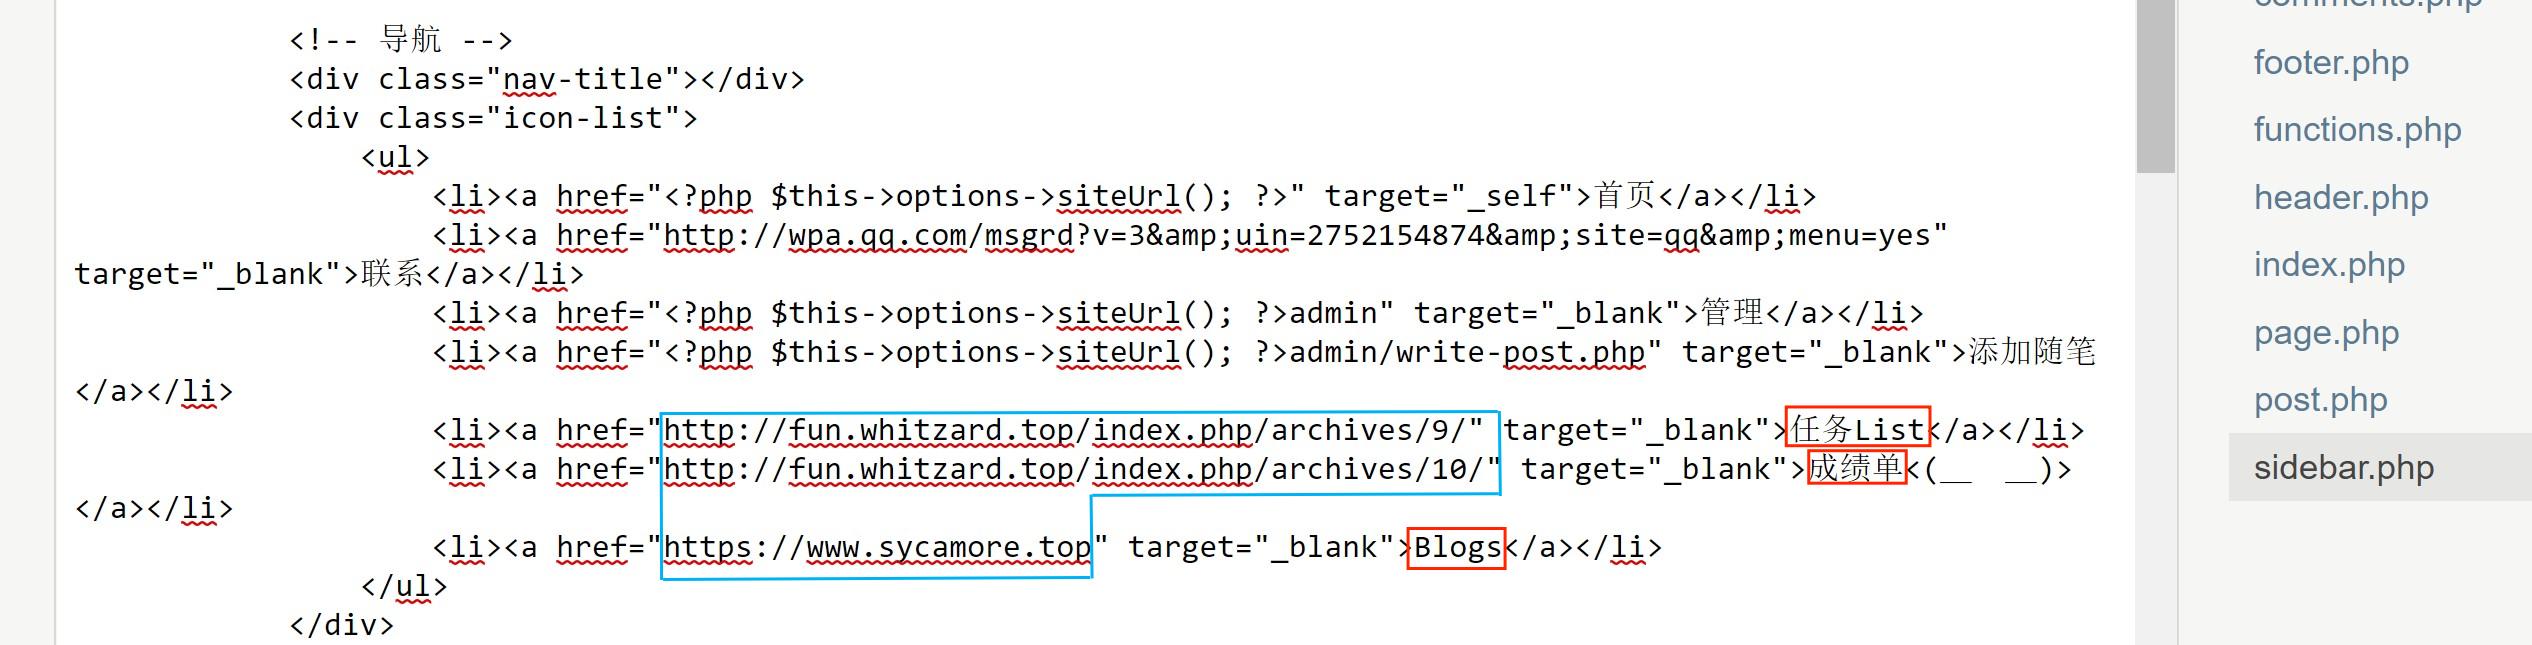 <!-- 导航 -->
<div class="nav-title"></div>
<div class="icon-list">
<ul>
<li><a href="<?php $this->options->siteUrl(); ?>" target="_self">首页</a></li>
<li><a href="http://wpa.qq.com/msgrd?v=3&amp;uin=2752154874&amp;site=qq&amp;menu=yes"
target="_blank">联系</a></li>
<li><a href="<?php $this->options->siteUrl(); ?>admin" target="_blank">管理</a></li>
<li><a href="<?php $this->options->siteUrl(); ?>admin/write-post.php" target="_blank">添加随笔
</a></li>
<li><a href="http://fun.whitzard.top/index.php/archives/9/" target="_blank">任务List</a></li>
<li><a href="http://fun.whitzard.top/index.php/archives/10/" target="_blank">成绩单<(__  __)>
</a></li>
<li><a href="https://www.sycamore.top" target="_blank">Blogs</a></li>
</ul>
</div>
comments.php
footer.php
functions.php
header.php
index.php
page.php
post.php
sidebar.php